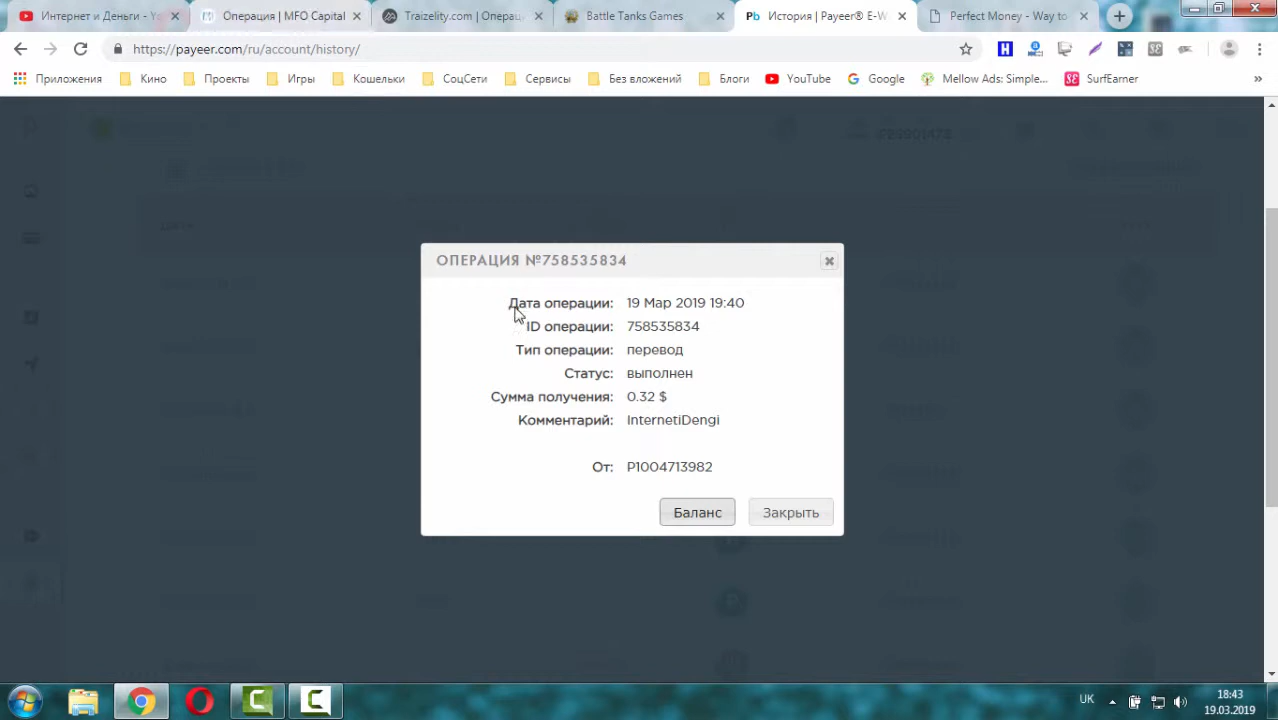 Интернет и Деньги - Yo
Операция | MFO Capital
Traizelity.com | Операц
Battle Tanks Games
Pb История | Payeer® E-W
Perfect Money - Way to
https://payeer.com/ru/account/history/
Приложения Кино Проекты Игры Кошельки СоцСети Сервисы Без вложений Блоги YouTube Google Mellow Ads: Simple... SurfEarner »
ОПЕРАЦИЯ №758535834
Дата операции: 19 Мар 2019 19:40
ID операции: 758535834
Тип операции: перевод
Статус: выполнен
Сумма получения: 0.32 $
Комментарий: InternetiDengi
От: P1004713982
Баланс Закрыть
UK 18:43
19.03.2019